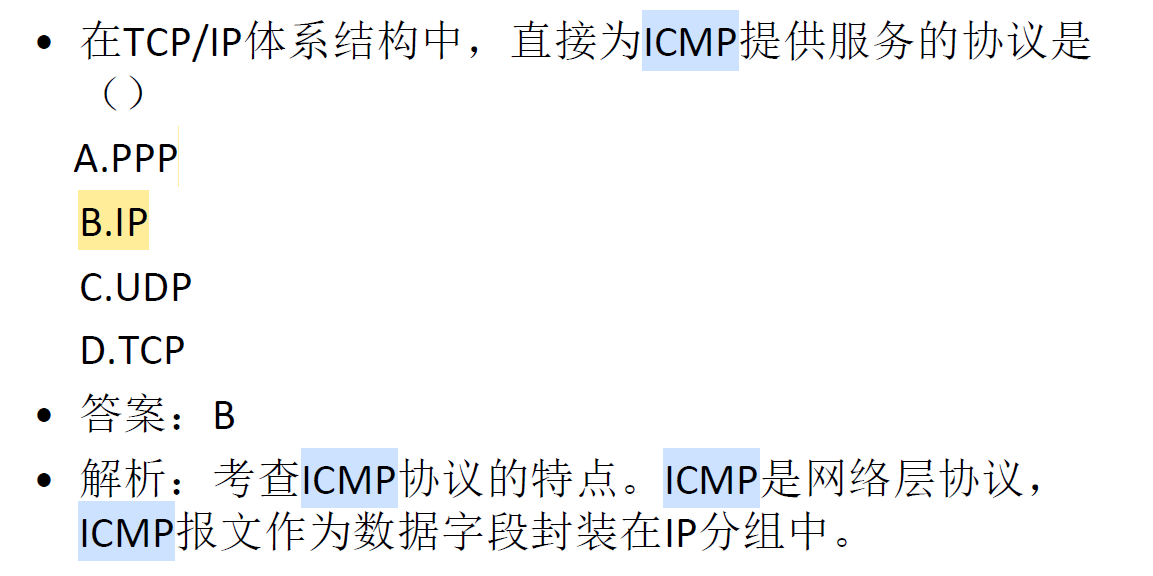 • 在TCP/IP体系结构中，直接为ICMP提供服务的协议是
（）
A.PPP
B.IP
C.UDP
D.TCP
• 答案：B
• 解析：考查ICMP协议的特点。ICMP是网络层协议，
ICMP报文作为数据字段封装在IP分组中。